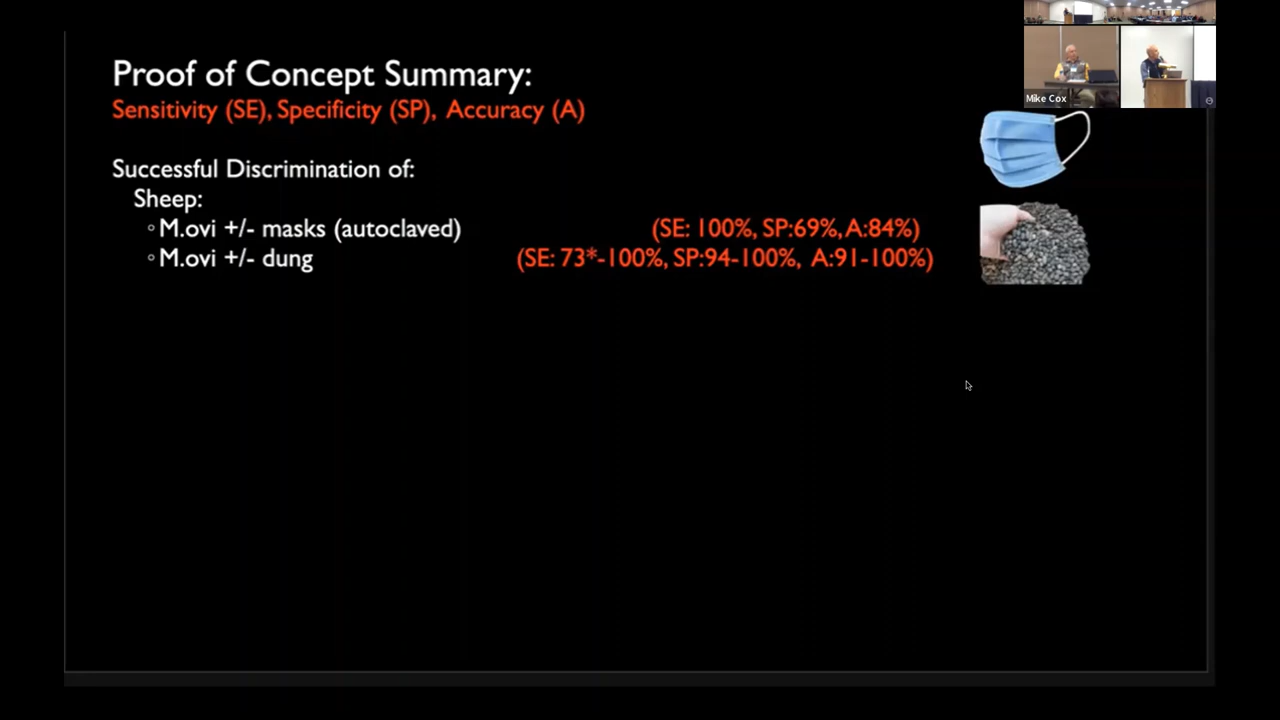 Proof of Concept Summary:
Sensitivity (SE), Specificity (SP), Accuracy (A)
Successful Discrimination of:
Sheep:
◦M.ovi +/- masks (autoclaved) (SE: 100%, SP:69%, A:84%)
◦M.ovi +/- dung (SE: 73*-100%, SP:94-100%, A:91-100%)
Mike Cox